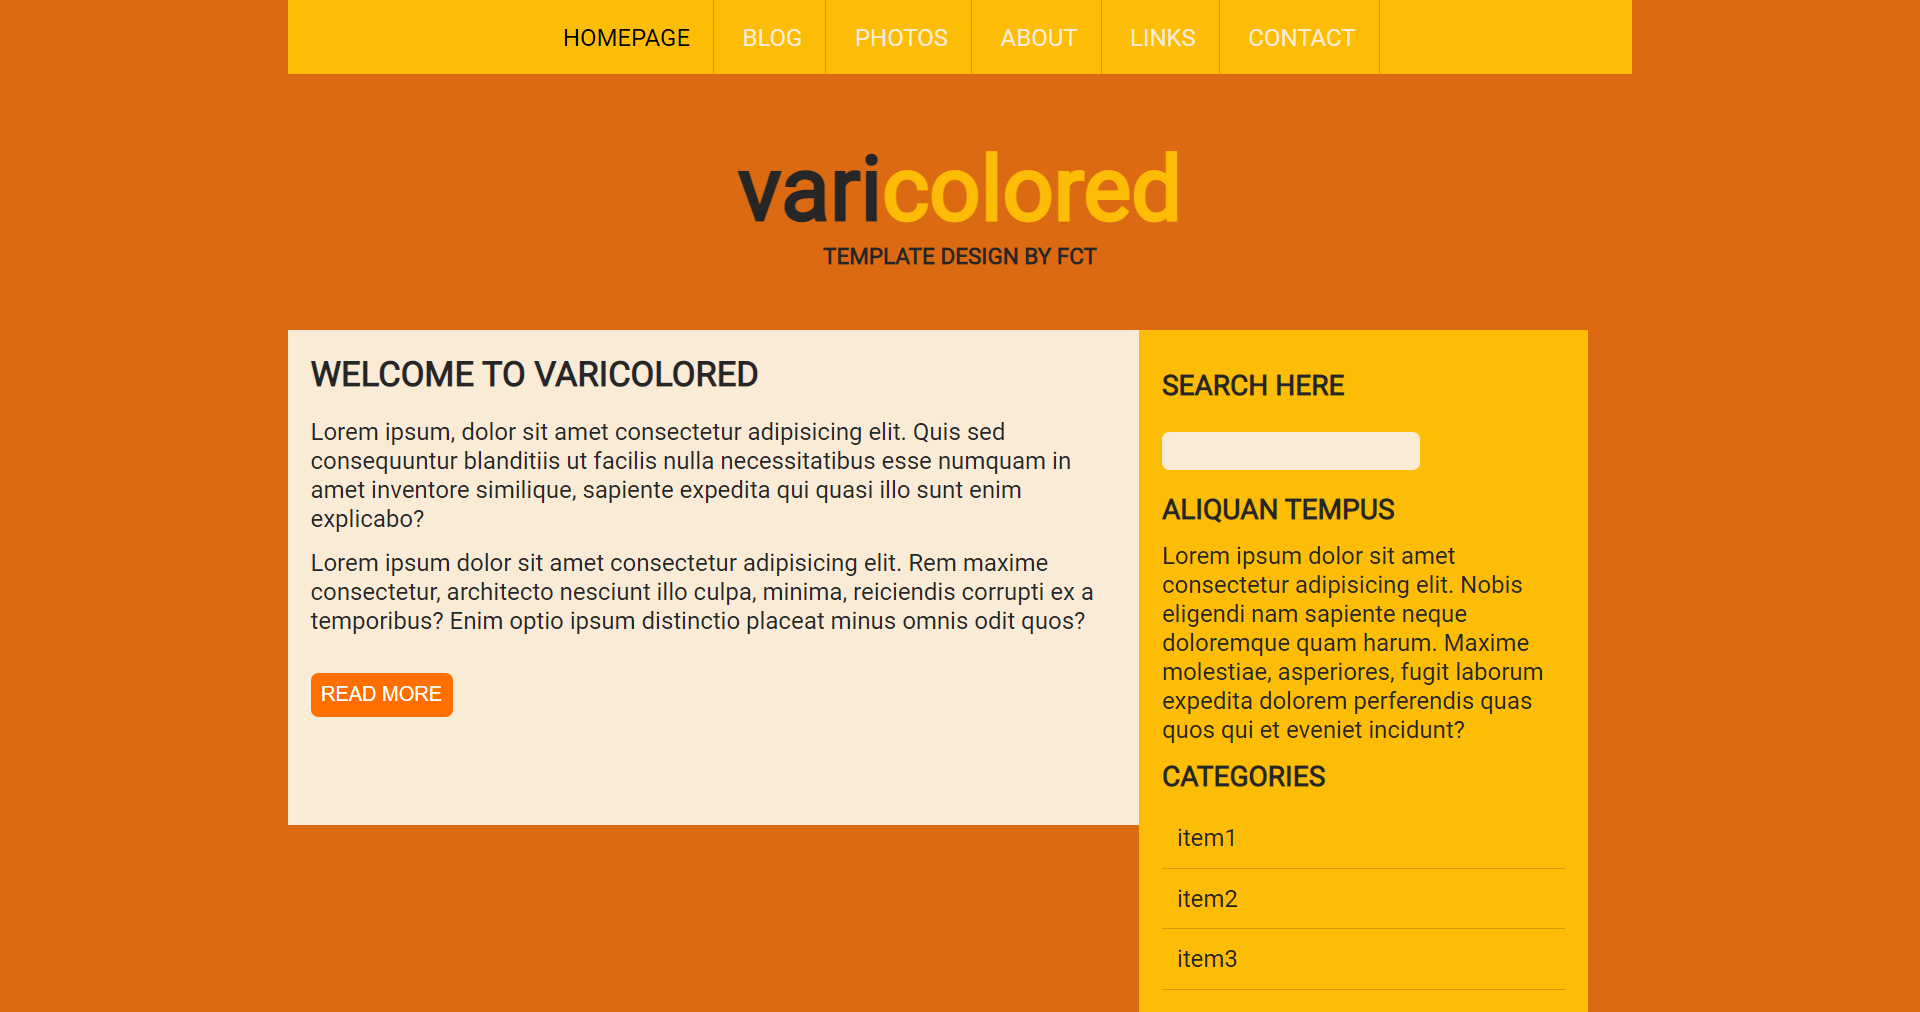 HOMEPAGE BLOG PHOTOS ABOUT LINKS CONTACT
varicolored
TEMPLATE DESIGN BY FCT
WELCOME TO VARICOLORED
Lorem ipsum, dolor sit amet consectetur adipisicing elit. Quis sed
consequuntur blanditiis ut facilis nulla necessitatibus esse numquam in
amet inventore similique, sapiente expedita qui quasi illo sunt enim
explicabo?
Lorem ipsum dolor sit amet consectetur adipisicing elit. Rem maxime
consectetur, architecto nesciunt illo culpa, minima, reiciendis corrupti ex a
temporibus? Enim optio ipsum distinctio placeat minus omnis odit quos?
READ MORE
SEARCH HERE
ALIQUAN TEMPUS
Lorem ipsum dolor sit amet
consectetur adipisicing elit. Nobis
eligendi nam sapiente neque
doloremque quam harum. Maxime
molestiae, asperiores, fugit laborum
expedita dolorem perferendis quas
quos qui et eveniet incidunt?
CATEGORIES
item1
item2
item3